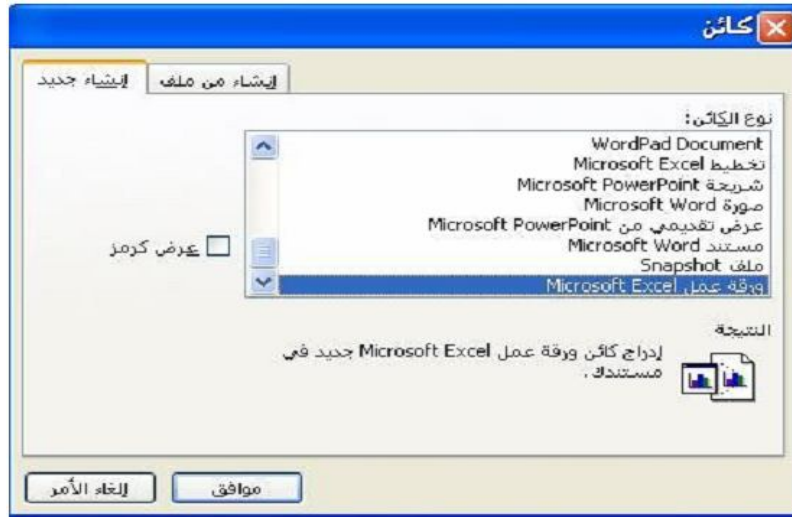 كائن
إنشاء جديد
إنشاء من ملف
نوع الكائن:
WordPad Document
تخطيط Microsoft Excel
شريحة Microsoft PowerPoint
صورة Microsoft Word
عرض تقديمي من Microsoft PowerPoint
مستند Microsoft Word
ملف Snapshot
ورقة عمل Microsoft Excel
عرض كرمز
النتيجة
إدراج كائن ورقة عمل Microsoft Excel جديد في
مستندك.
موافق
إلغاء الأمر